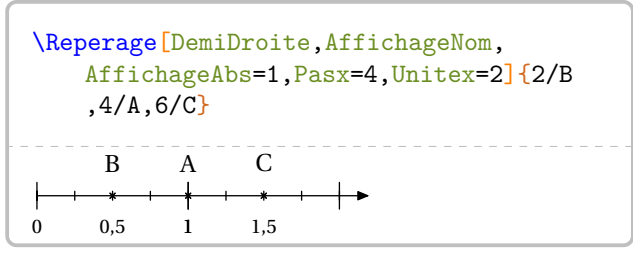 \Reperage[DemiDroite,AffichageNom,
AffichageAbs=1,Pasx=4,Unitex=2]{2/B
,4/A,6/C}
B A C
0 0,5 1 1,5